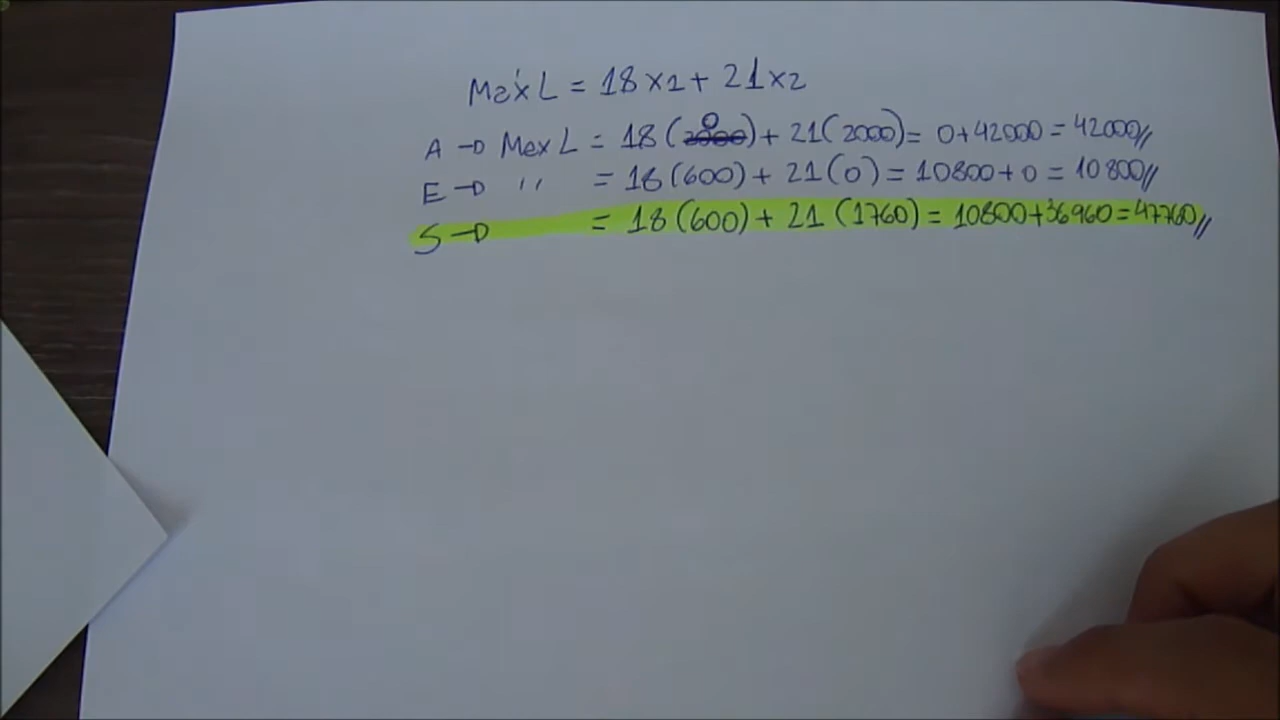 Máx L = 18x1 + 21x2
A → Max L = 18(0) + 21(2000) = 0+42000 = 42000//
E → '' = 18(600) + 21(0) = 10800+0 = 10800//
S → = 18(600) + 21(1760) = 10800+36960 = 47760//